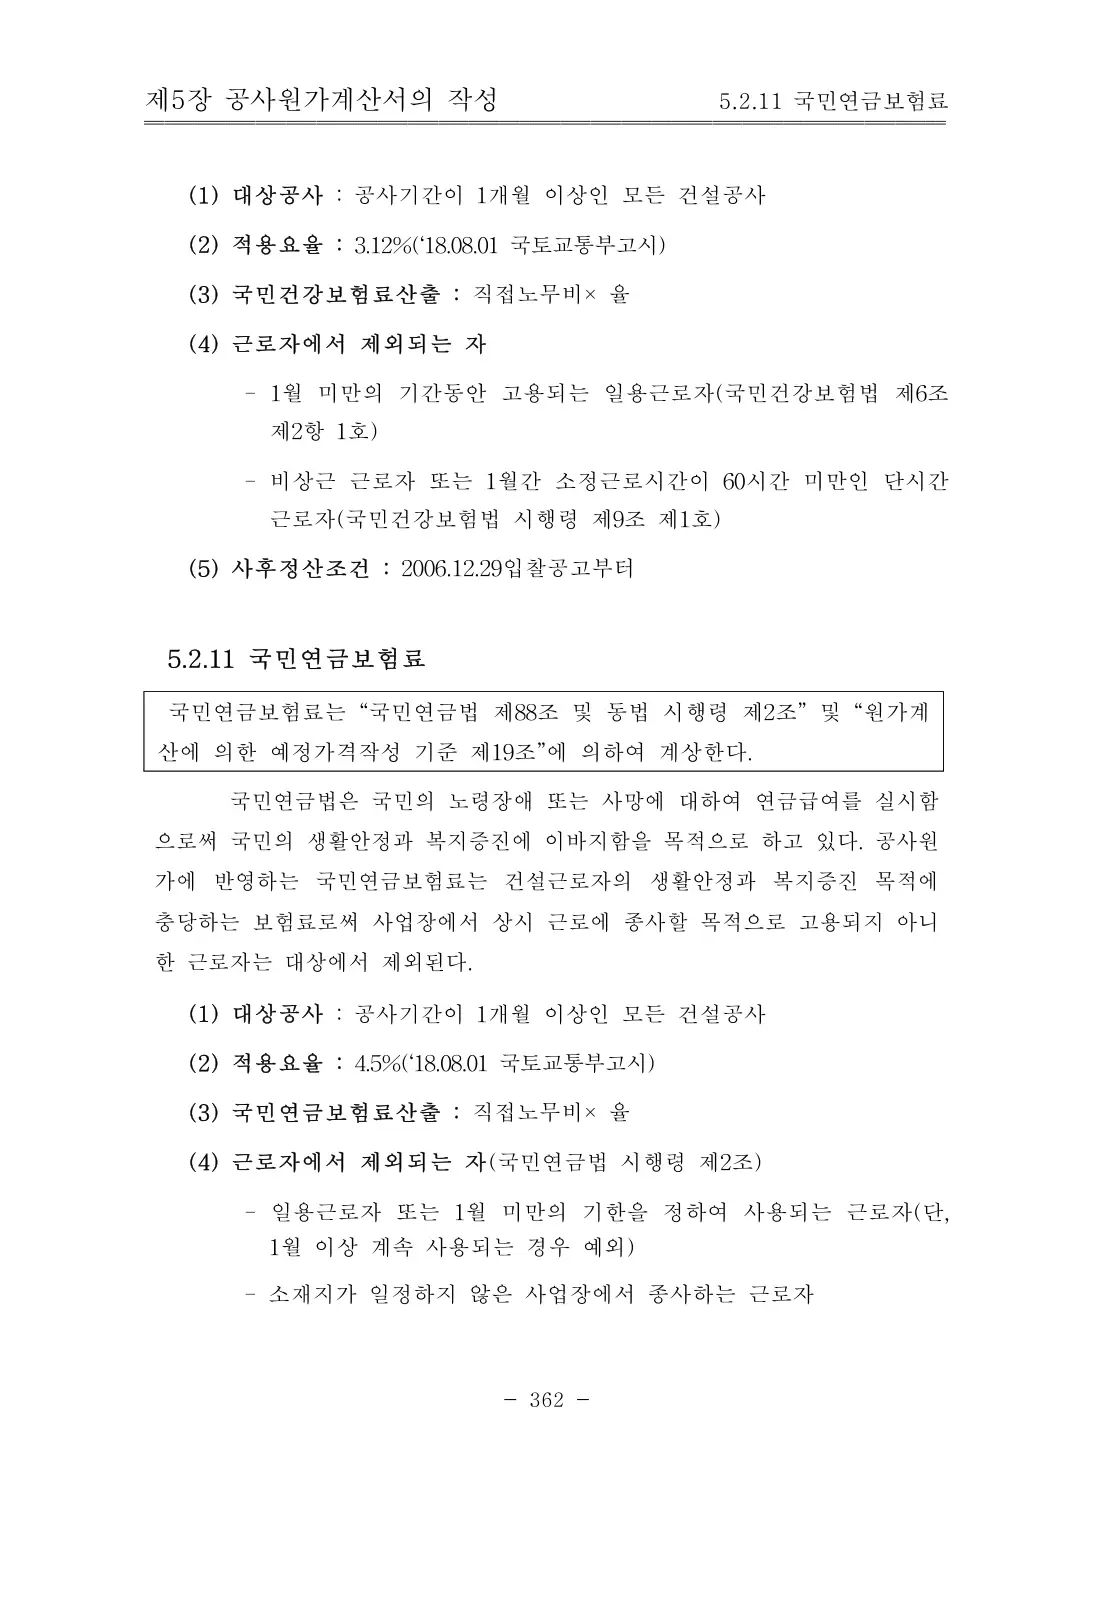 제5장 공사원가계산서의 작성 5.2.11 국민연금보험료
(1) 대상공사 : 공사기간이 1개월 이상인 모든 건설공사
(2) 적용요율 : 3.12%(‘18.08.01 국토교통부고시)
(3) 국민건강보험료산출 : 직접노무비× 율
(4) 근로자에서 제외되는 자
- 1월 미만의 기간동안 고용되는 일용근로자(국민건강보험법 제6조
제2항 1호)
- 비상근 근로자 또는 1월간 소정근로시간이 60시간 미만인 단시간
근로자(국민건강보험법 시행령 제9조 제1호)
(5) 사후정산조건 : 2006.12.29입찰공고부터
5.2.11 국민연금보험료
국민연금보험료는 “국민연금법 제88조 및 동법 시행령 제2조” 및 “원가계
산에 의한 예정가격작성 기준 제19조”에 의하여 계상한다.
국민연금법은 국민의 노령장애 또는 사망에 대하여 연금급여를 실시함
으로써 국민의 생활안정과 복지증진에 이바지함을 목적으로 하고 있다. 공사원
가에 반영하는 국민연금보험료는 건설근로자의 생활안정과 복지증진 목적에
충당하는 보험료로써 사업장에서 상시 근로에 종사할 목적으로 고용되지 아니
한 근로자는 대상에서 제외된다.
(1) 대상공사 : 공사기간이 1개월 이상인 모든 건설공사
(2) 적용요율 : 4.5%(‘18.08.01 국토교통부고시)
(3) 국민연금보험료산출 : 직접노무비× 율
(4) 근로자에서 제외되는 자(국민연금법 시행령 제2조)
- 일용근로자 또는 1월 미만의 기한을 정하여 사용되는 근로자(단,
1월 이상 계속 사용되는 경우 예외)
- 소재지가 일정하지 않은 사업장에서 종사하는 근로자
- 362 -